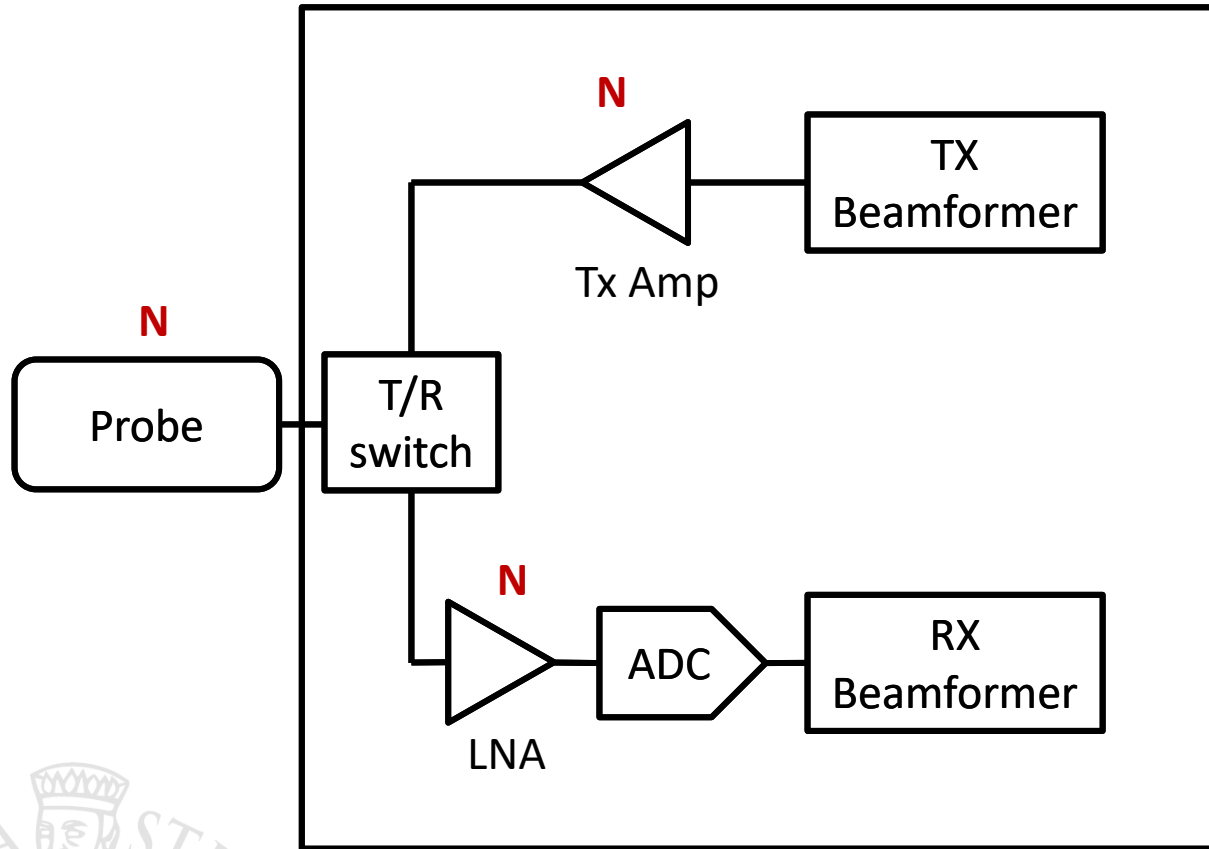 N
TX
Beamformer
Tx Amp
N
Probe
T/R
switch
N
ADC
RX
Beamformer
LNA